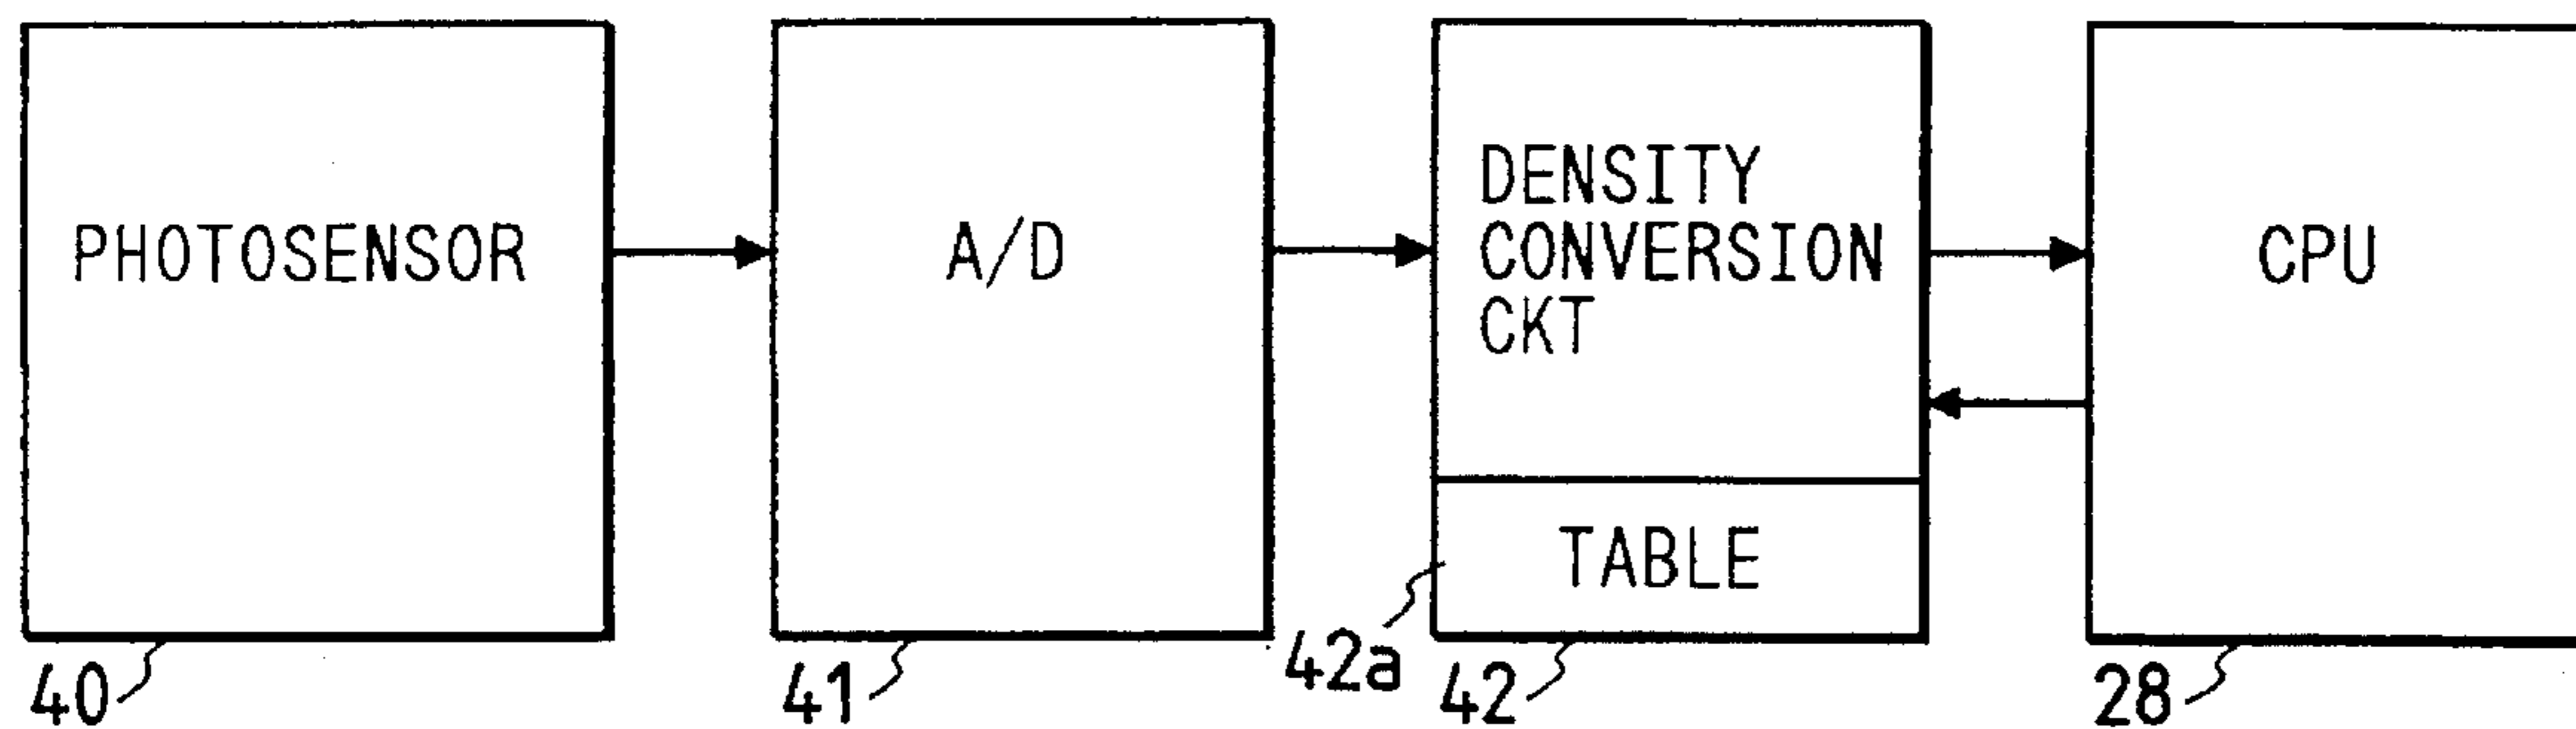 PHOTOSENSOR
A/D
DENSITY
CONVERSION
CKT
CPU
TABLE
40
41
42a
42
28